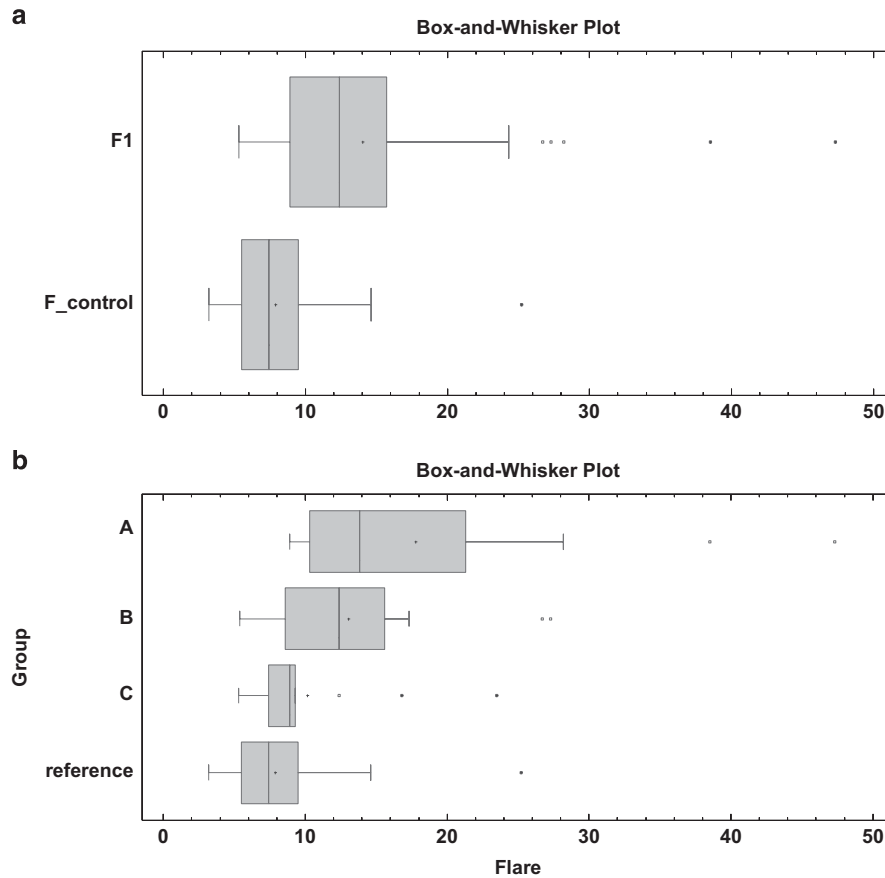 a
Box-and-Whisker Plot
F1
F_control
0 10 20 30 40 50
b
Box-and-Whisker Plot
A
B
C
reference
Group
0 10 20 30 40 50
Flare